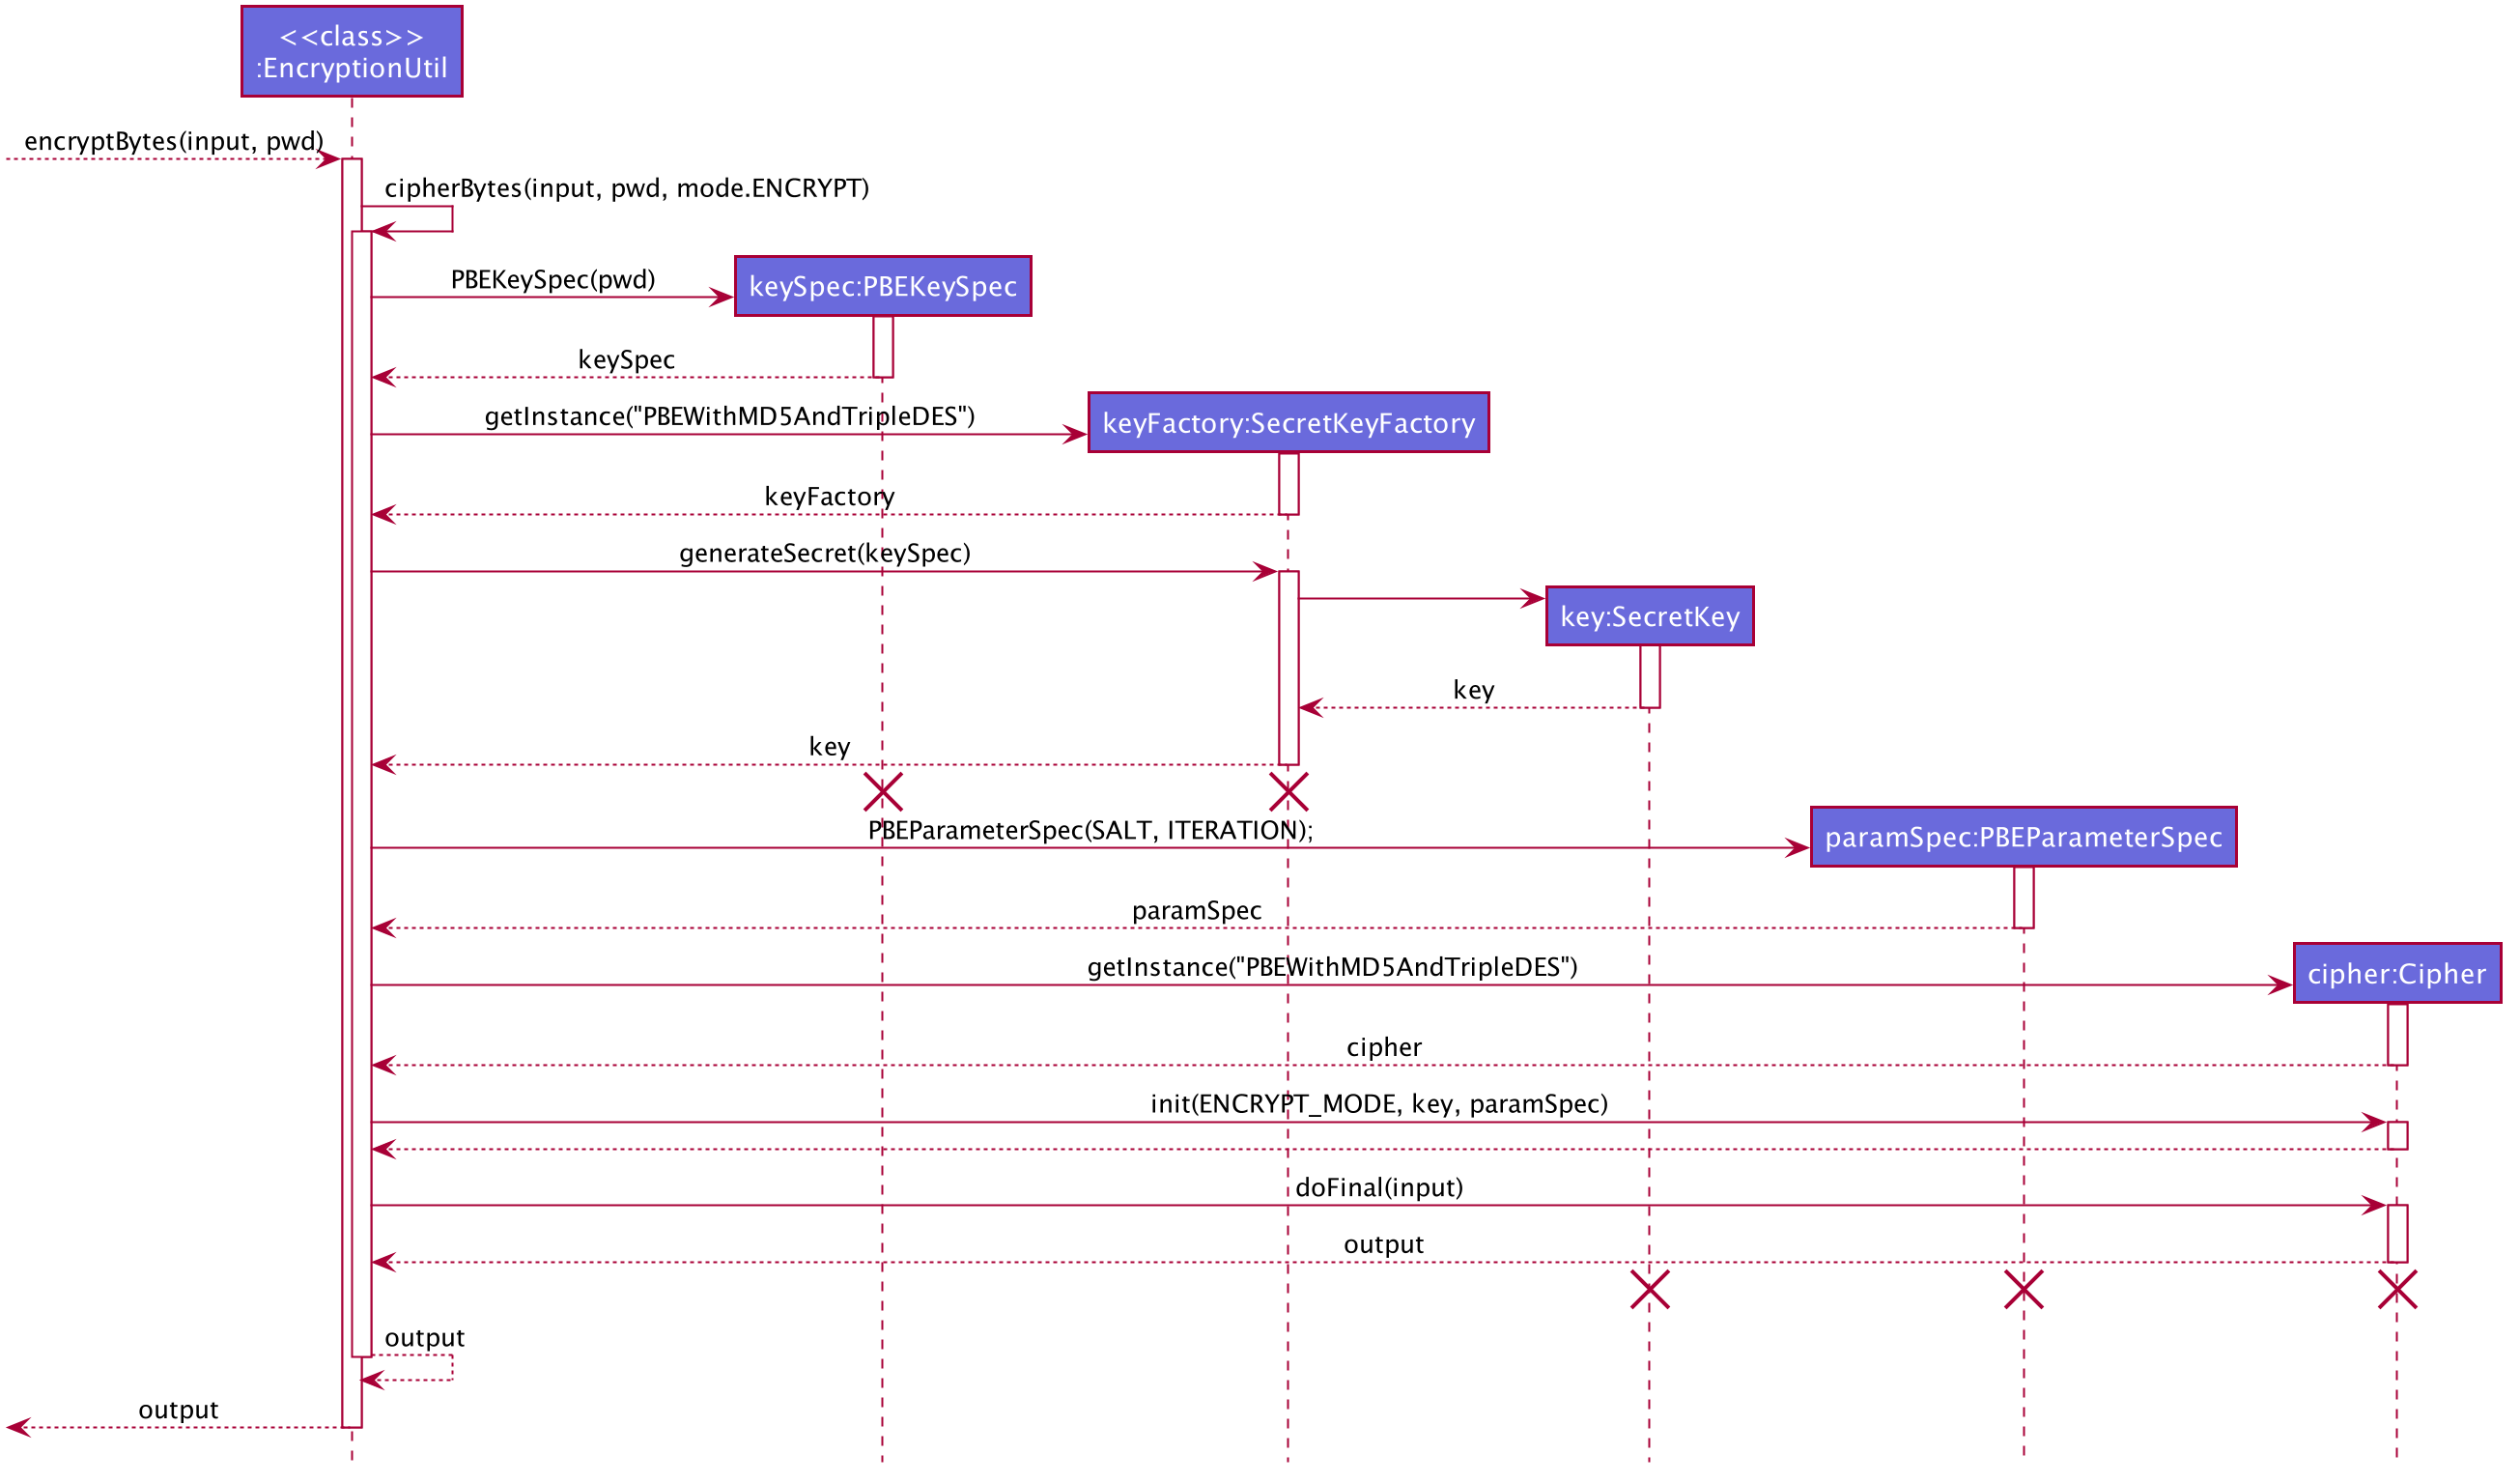 <<class>>
:EncryptionUtil
encryptBytes(input, pwd)
cipherBytes(input, pwd, mode.ENCRYPT)
PBEKeySpec(pwd)
keySpec:PBEKeySpec
keySpec
getInstance("PBEWithMD5AndTripleDES")
keyFactory:SecretKeyFactory
keyFactory
generateSecret(keySpec)
key:SecretKey
key
key
PBEParameterSpec(SALT, ITERATION);
paramSpec:PBEParameterSpec
paramSpec
getInstance("PBEWithMD5AndTripleDES")
cipher:Cipher
cipher
init(ENCRYPT_MODE, key, paramSpec)
doFinal(input)
output
output
output